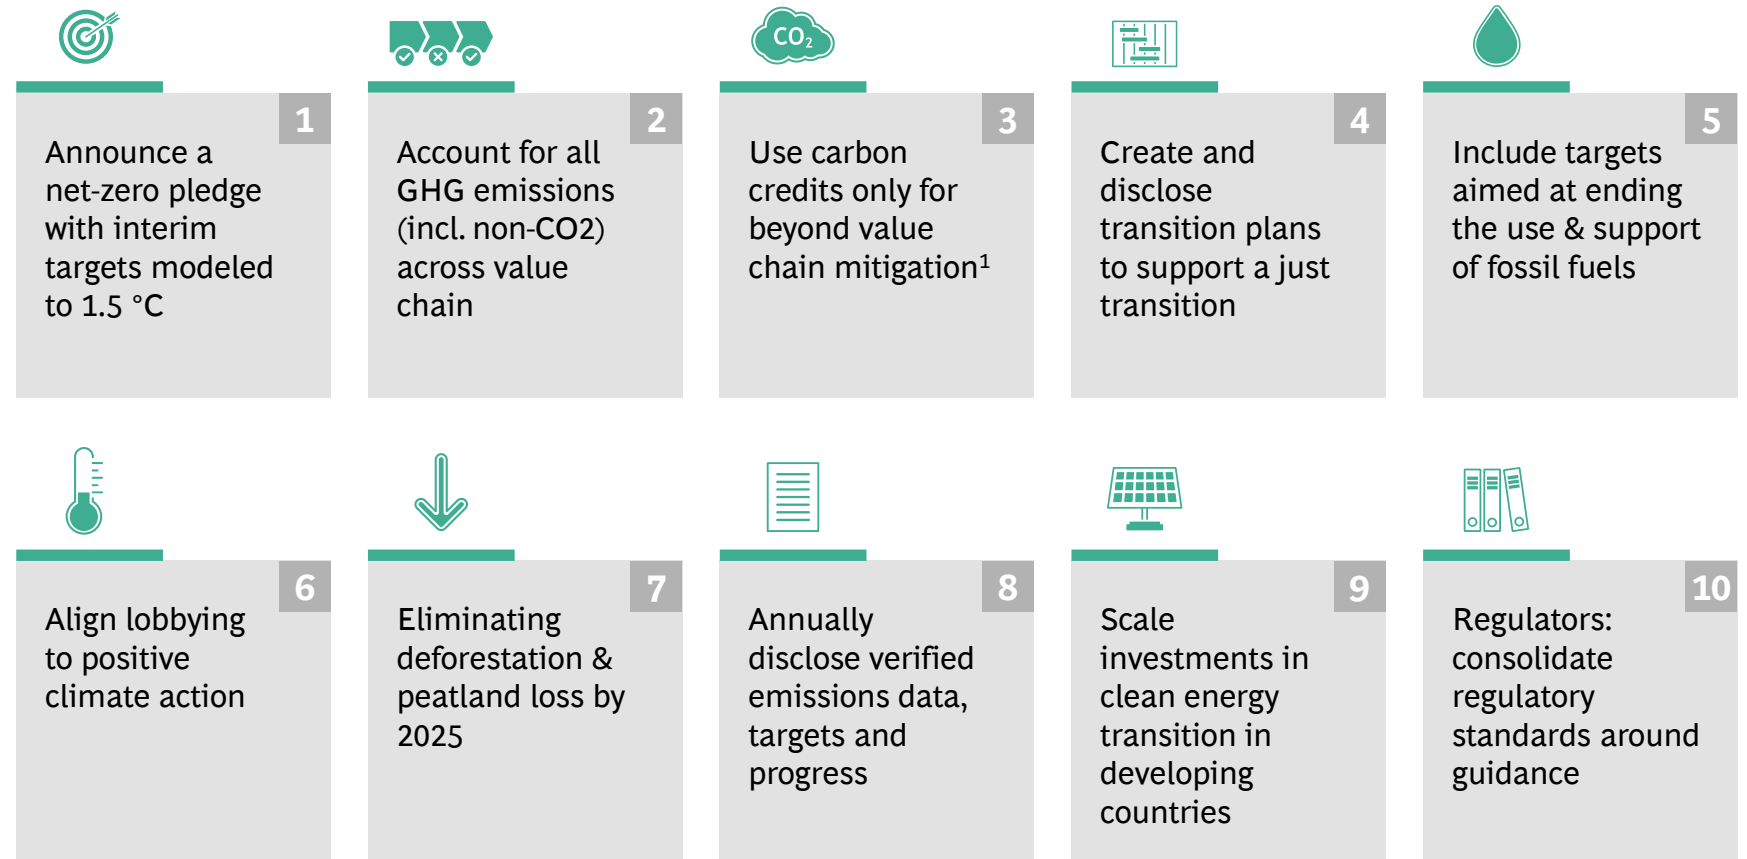 1
Announce a
net-zero pledge
with interim
targets modeled
to 1.5 °C
2
Account for all
GHG emissions
(incl. non-CO2)
across value
chain
CO₂
3
Use carbon
credits only for
beyond value
chain mitigation¹
4
Create and
disclose
transition plans
to support a just
transition
5
Include targets
aimed at ending
the use & support
of fossil fuels
6
Align lobbying
to positive
climate action
7
Eliminating
deforestation &
peatland loss by
2025
8
Annually
disclose verified
emissions data,
targets and
progress
9
Scale
investments in
clean energy
transition in
developing
countries
10
Regulators:
consolidate
regulatory
standards around
guidance